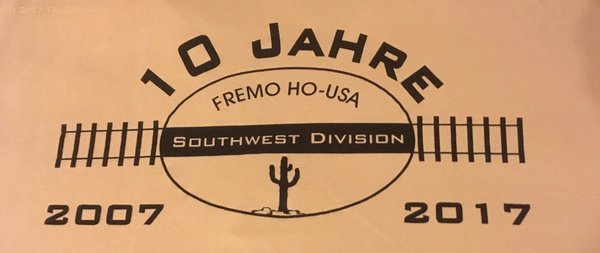 10 JAHRE
FREMO HO-USA
SOUTHWEST DIVISION
2007
2017